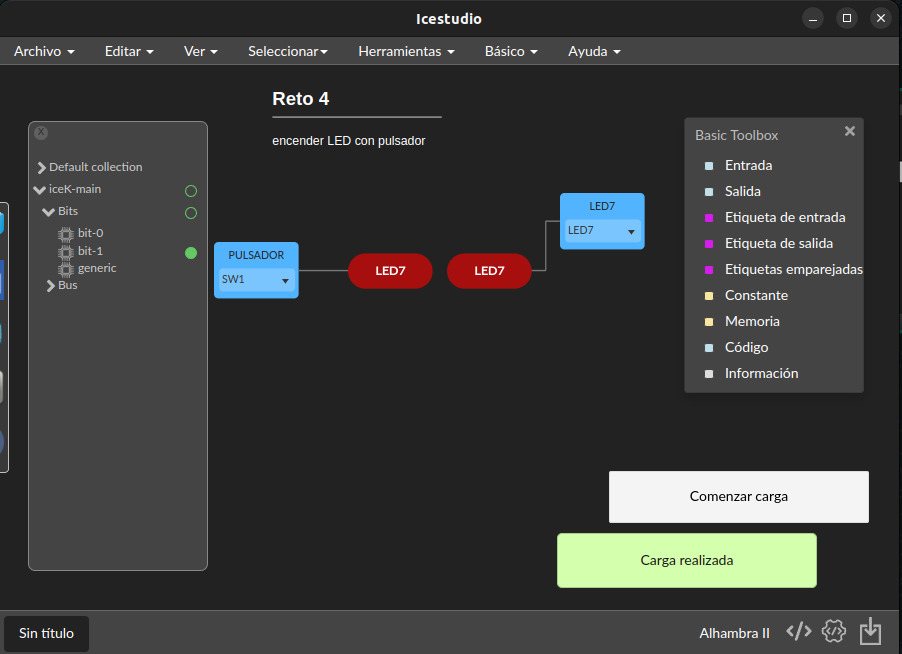 Icestudio
Archivo Editar Ver Seleccionar Herramientas Básico Ayuda
Reto 4
encender LED con pulsador
X
Default collection
iceK-main
Bits
bit-0
bit-1
generic
Bus
PULSADOR
SW1
LED7
LED7
LED7
LED7
Basic Toolbox
Entrada
Salida
Etiqueta de entrada
Etiqueta de salida
Etiquetas emparejadas
Constante
Memoria
Código
Información
Comenzar carga
Carga realizada
Sin título
Alhambra II